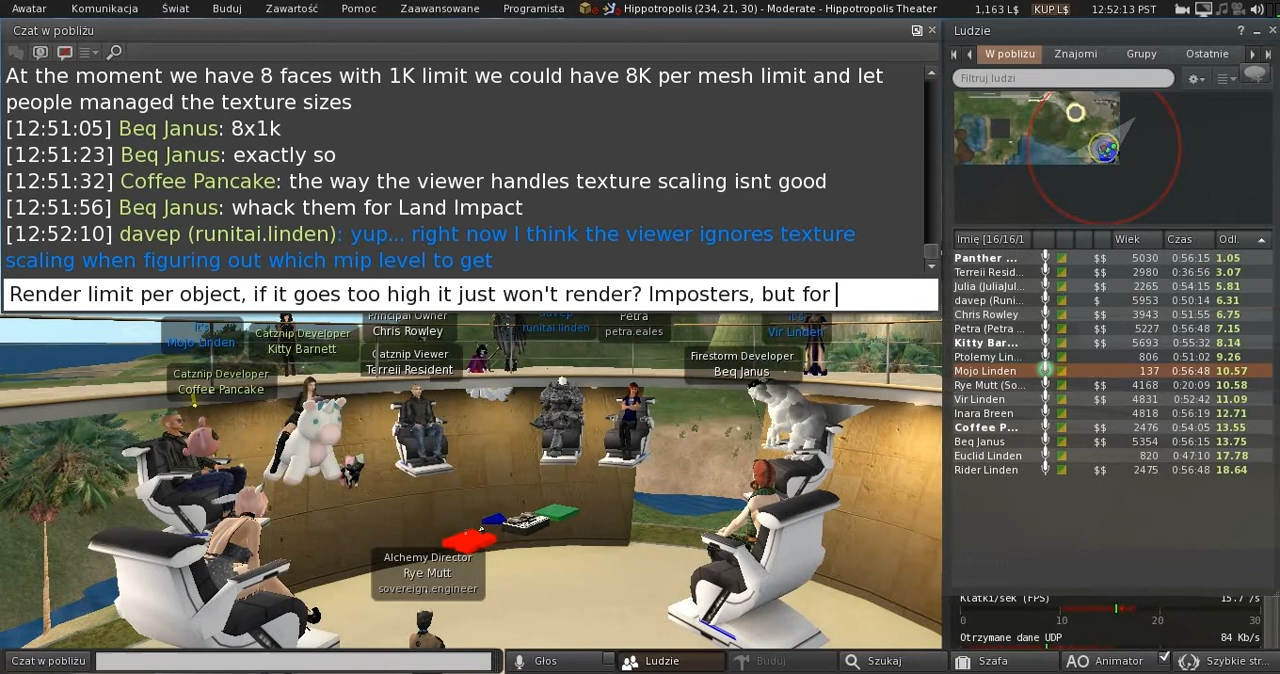 Awatar Komunikacja Świat Buduj Zawartość Pomoc Zaawansowane Programista Hippotropolis (234, 21, 30) - Moderate - Hippotropolis Theater 1,163 L$ KUP L$ 12:52:13 PST
Czat w pobliżu
At the moment we have 8 faces with 1K limit we could have 8K per mesh limit and let
people managed the texture sizes
[12:51:05] Beq Janus: 8x1k
[12:51:23] Beq Janus: exactly so
[12:51:32] Coffee Pancake: the way the viewer handles texture scaling isnt good
[12:51:56] Beq Janus: whack them for Land Impact
[12:52:10] davep (runitai.linden): yup... right now I think the viewer ignores texture
scaling when figuring out which mip level to get
Render limit per object, if it goes too high it just won't render? Imposters, but for
Mojo Linden
Catznip Developer
Kitty Barnett
Catznip Developer
Coffee Pancake
Principal Owner
Chris Rowley
Catznip Viewer
Terreii Resident
davep
runitai.linden
Petra
petra.eales
Vir Linden
Firestorm Developer
Beq Janus
Alchemy Director
Rye Mutt
sovereign.engineer
Ludzie
W pobliżu Znajomi Grupy Ostatnie
Filtruj ludzi
Imię [16/16/1 Wiek Czas Odl.
Panther ... $$ 5030 0:56:15 1.05
Terreii Resid... $$ 2980 0:36:56 3.07
Julia (JuliaJul... $$ 2265 0:54:15 5.81
davep (Runi... $ 5953 0:50:14 6.31
Chris Rowley $$ 3943 0:51:55 6.75
Petra (Petra ... $$ 5227 0:56:48 7.15
Kitty Bar... $$ 5693 0:55:32 8.14
Ptolemy Lin... 806 0:51:02 9.26
Mojo Linden 137 0:56:48 10.57
Rye Mutt (So... $$ 4168 0:20:09 10.58
Vir Linden $$ 4831 0:52:42 11.09
Inara Breen 4818 0:56:19 12.71
Coffee P... $$ 2476 0:54:05 13.55
Beq Janus $$ 5354 0:56:15 13.75
Euclid Linden 820 0:47:10 17.78
Rider Linden $$ 2475 0:56:48 18.64
Klatki/sek (FPS) 15.7 /s
0 10 20 30
Otrzymane dane UDP 84 Kb/s
Czat w pobliżu Głos Ludzie Buduj Szukaj Szafa AO Animator Szybkie str...